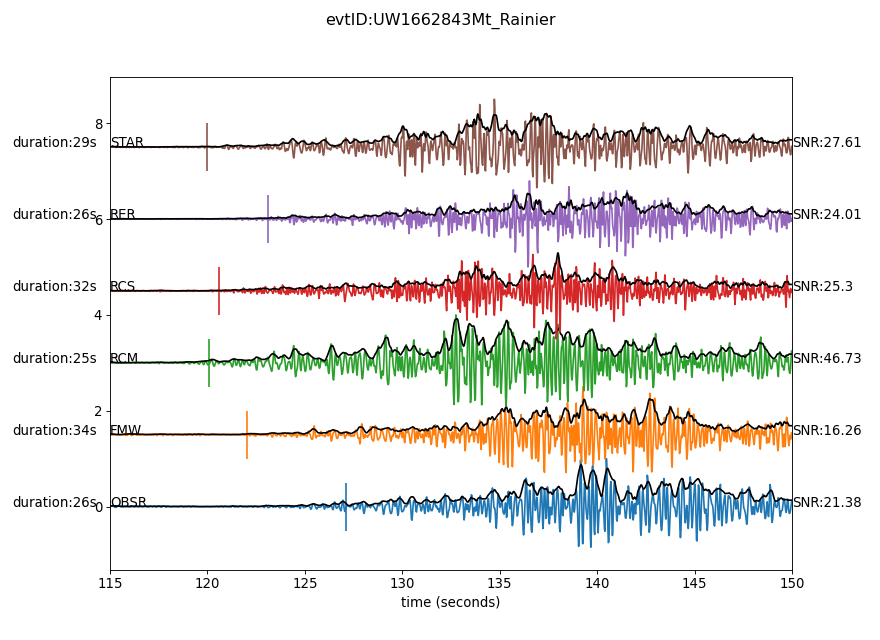 evtID:UW1662843Mt_Rainier
8
duration:29s STAR SNR:27.61
duration:26s RER SNR:24.01
6
duration:32s RCS SNR:25.3
4
duration:25s RCM SNR:46.73
2
duration:34s FMW SNR:16.26
duration:26s OBSR SNR:21.38
0
115 120 125 130 135 140 145 150
time (seconds)